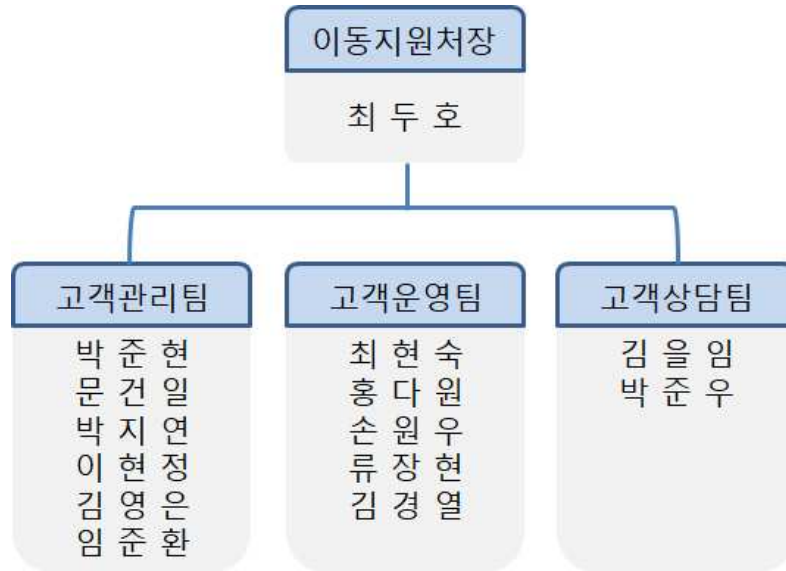 이동지원처장
최 두 호
고객관리팀
박 준 현
문 건 일
박 지 연
이 현 정
김 영 은
임 준 환
고객운영팀
최 현 숙
홍 다 원
손 원 우
류 장 현
김 경 열
고객상담팀
김 을 임
박 준 우